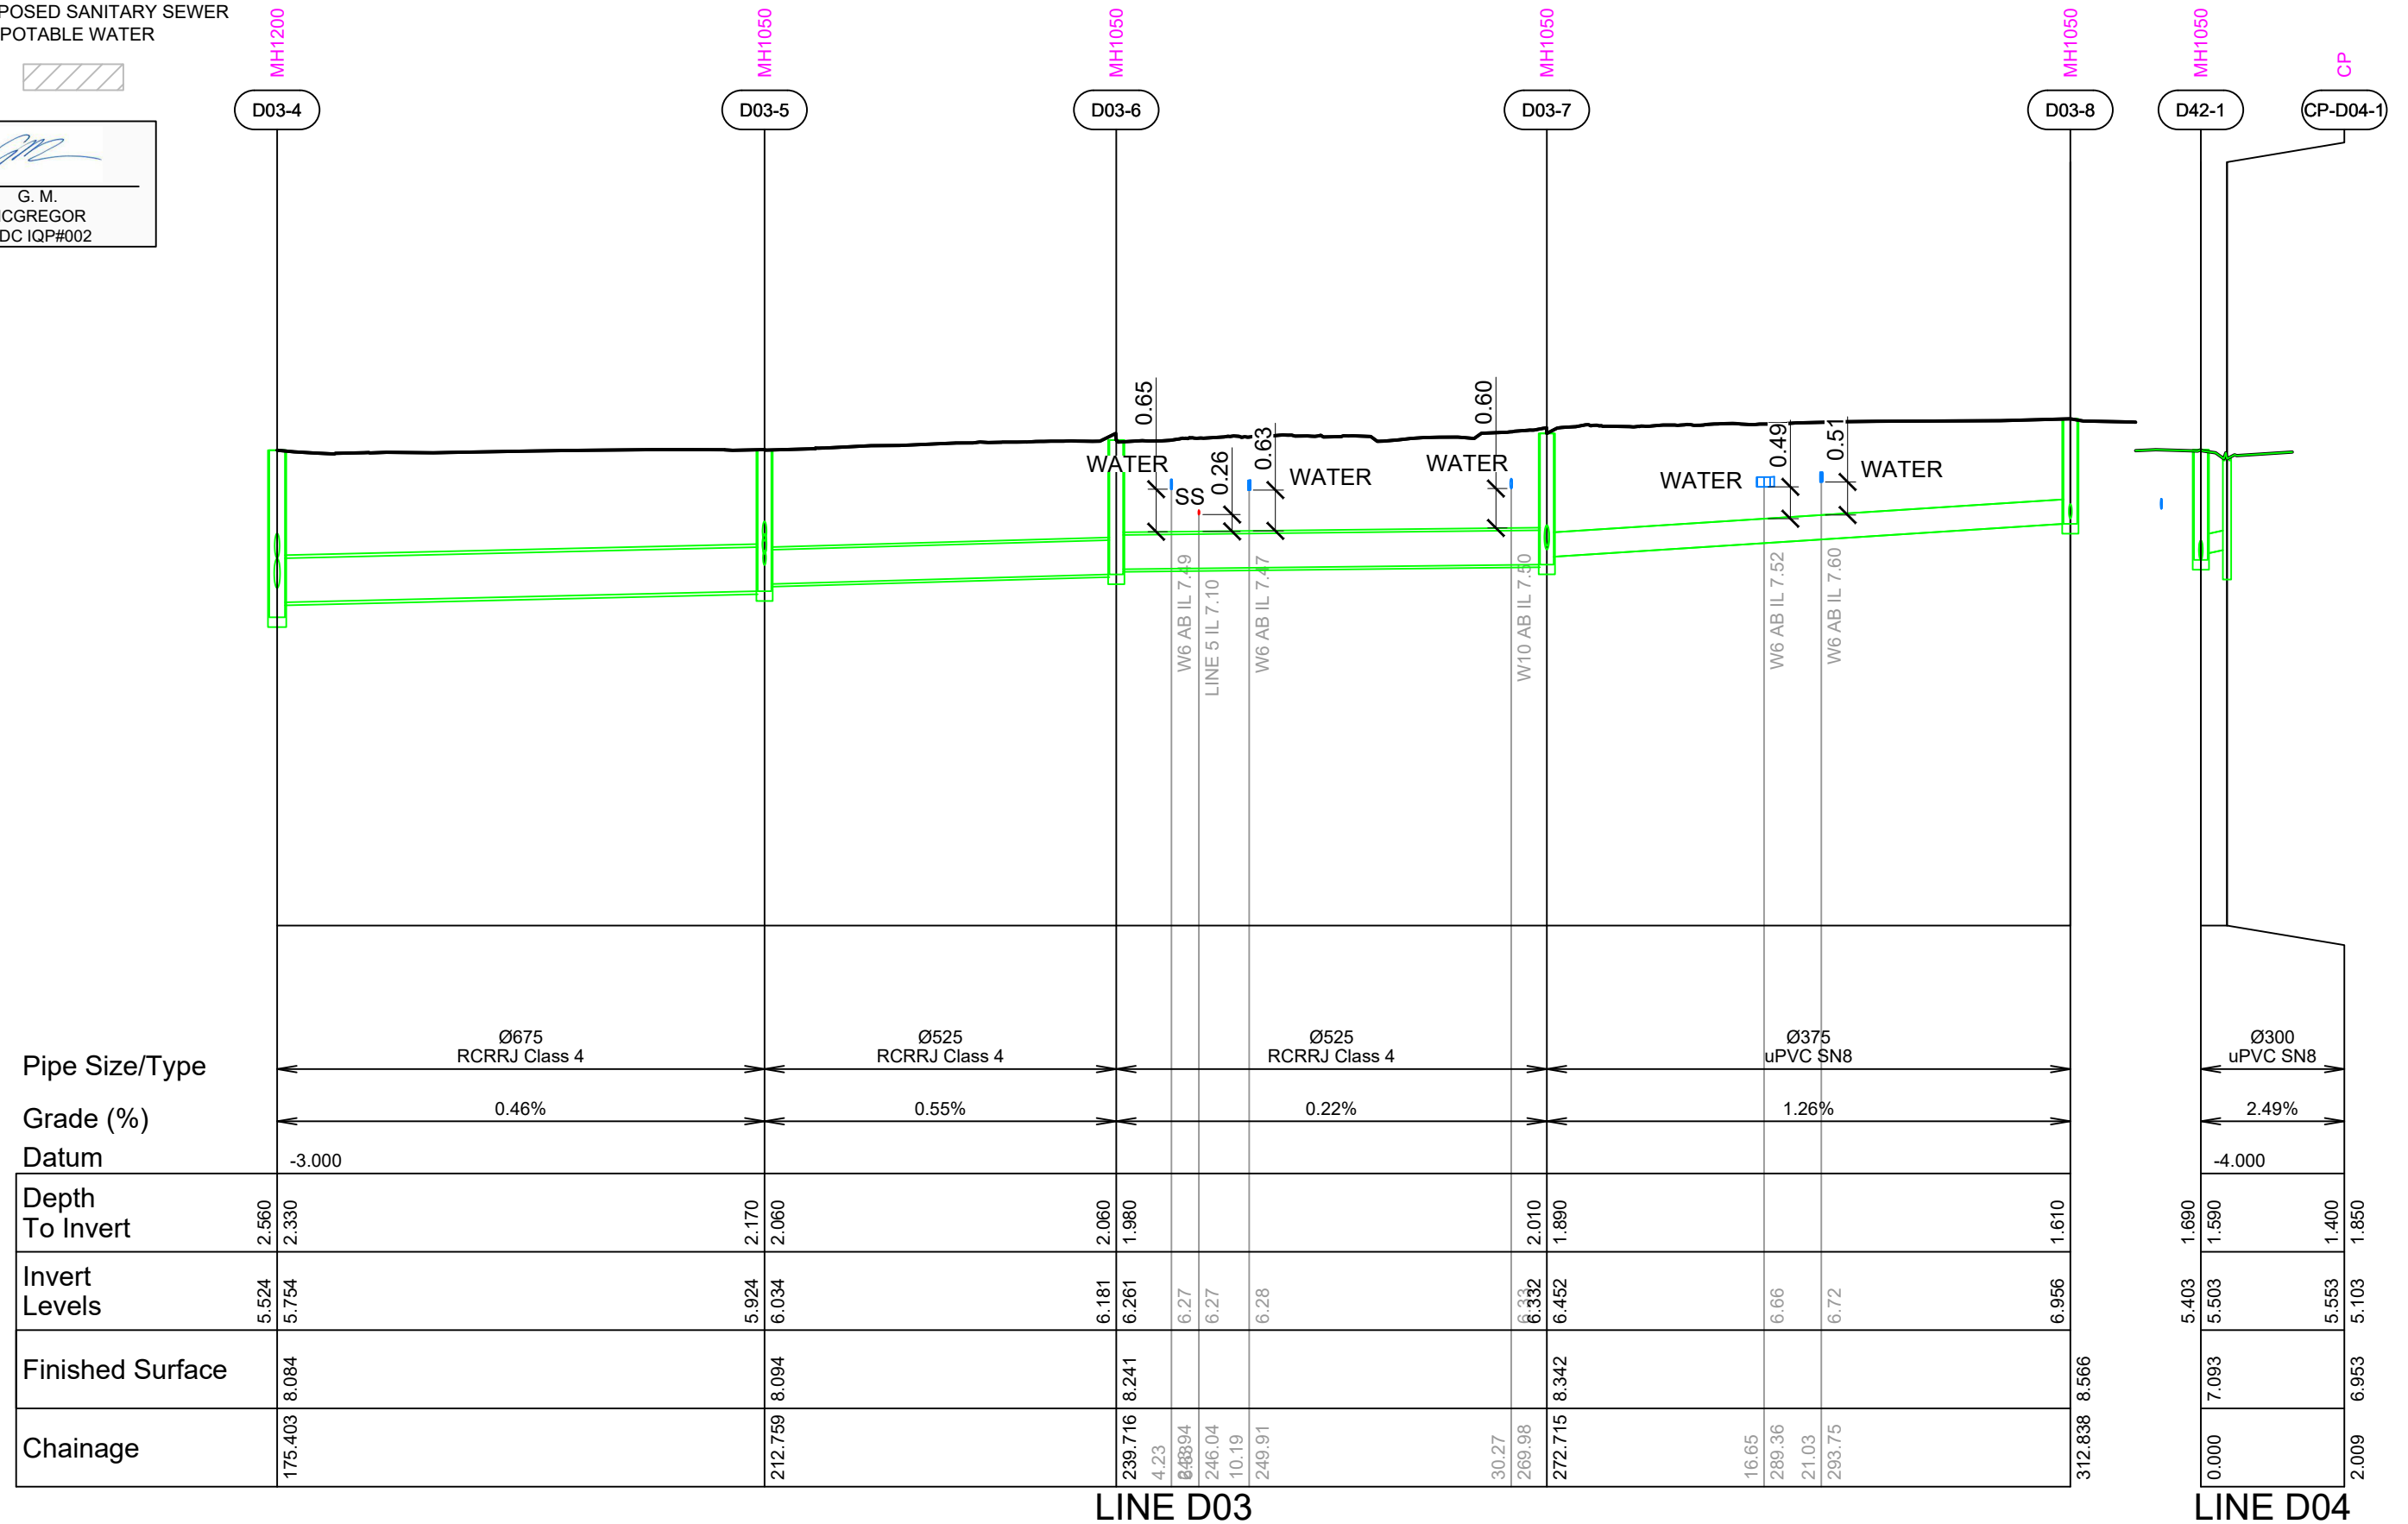 POSED SANITARY SEWER
POTABLE WATER
G. M.
CGREGOR
DC IQP#002
MH1200
MH1050
MH1050
MH1050
MH1050
MH1050
CP
D03-4
D03-5
D03-6
D03-7
D03-8
D42-1
CP-D04-1
0.65
0.26
0.63
0.60
0.49
0.51
WATER
SS
WATER
WATER
WATER
WATER
W6 AB IL 7.49
LINE 5 IL 7.10
W6 AB IL 7.47
W10 AB IL 7.50
W6 AB IL 7.52
W6 AB IL 7.60
Pipe Size/Type
Ø675
RCRRJ Class 4
Ø525
RCRRJ Class 4
Ø525
RCRRJ Class 4
Ø375
uPVC SN8
Ø300
uPVC SN8
Grade (%)
0.46%
0.55%
0.22%
1.26%
2.49%
Datum
-3.000
-4.000
Depth
To Invert
2.560
2.330
2.170
2.060
2.060
1.980
2.010
1.890
1.610
1.690
1.590
1.400
1.850
Invert
Levels
5.524
5.754
5.924
6.034
6.181
6.261
6.27
6.27
6.28
6.332
6.452
6.66
6.72
6.956
5.403
5.503
5.553
5.103
Finished Surface
8.084
8.094
8.241
8.342
8.566
7.093
6.953
Chainage
175.403
212.759
239.716
4.23
246.04
10.19
249.91
30.27
269.98
272.715
16.65
289.36
21.03
293.75
312.838
0.000
2.009
LINE D03
LINE D04